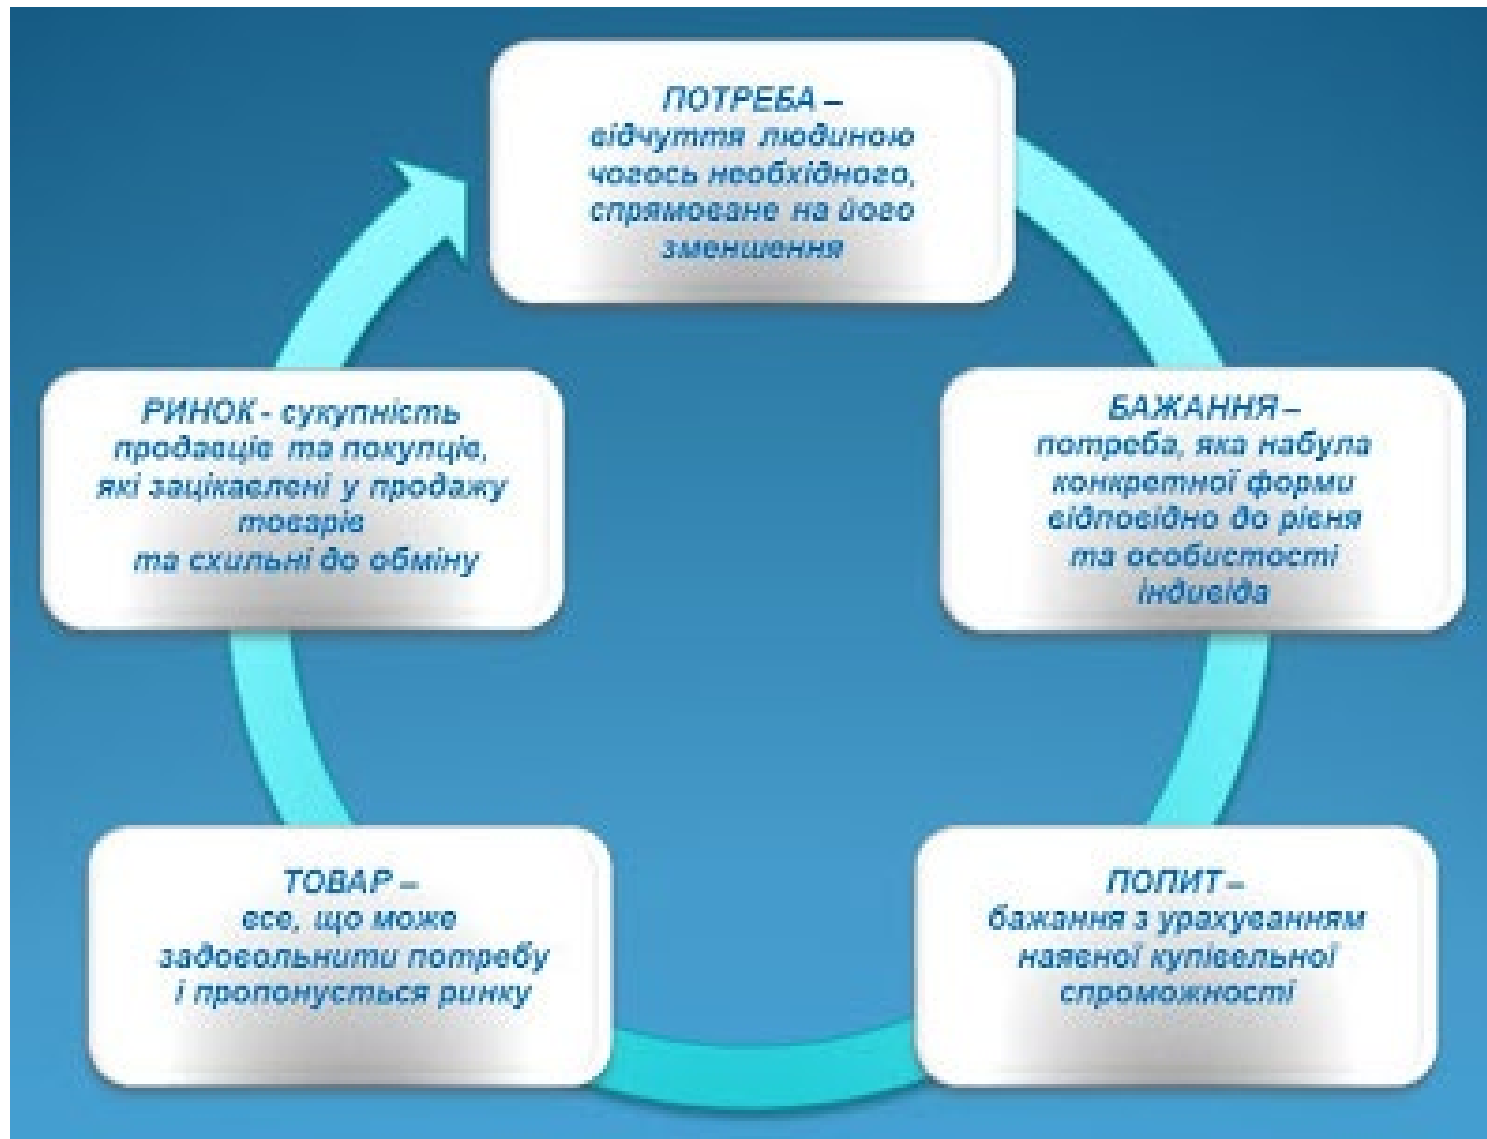 ПОТРЕБА –
відчуття людиною
чогось необхідного,
спрямоване на його
зменшення
БАЖАННЯ –
потреба, яка набула
конкретної форми
відповідно до рівня
та особистості
індивіда
ПОПИТ –
бажання з урахуванням
наявної купівельної
спроможності
ТОВАР –
все, що може
задовольнити потребу
і пропонується ринку
РИНОК - сукупність
продавців та покупців,
які зацікавлені у продажу
товарів
та схильні до обміну